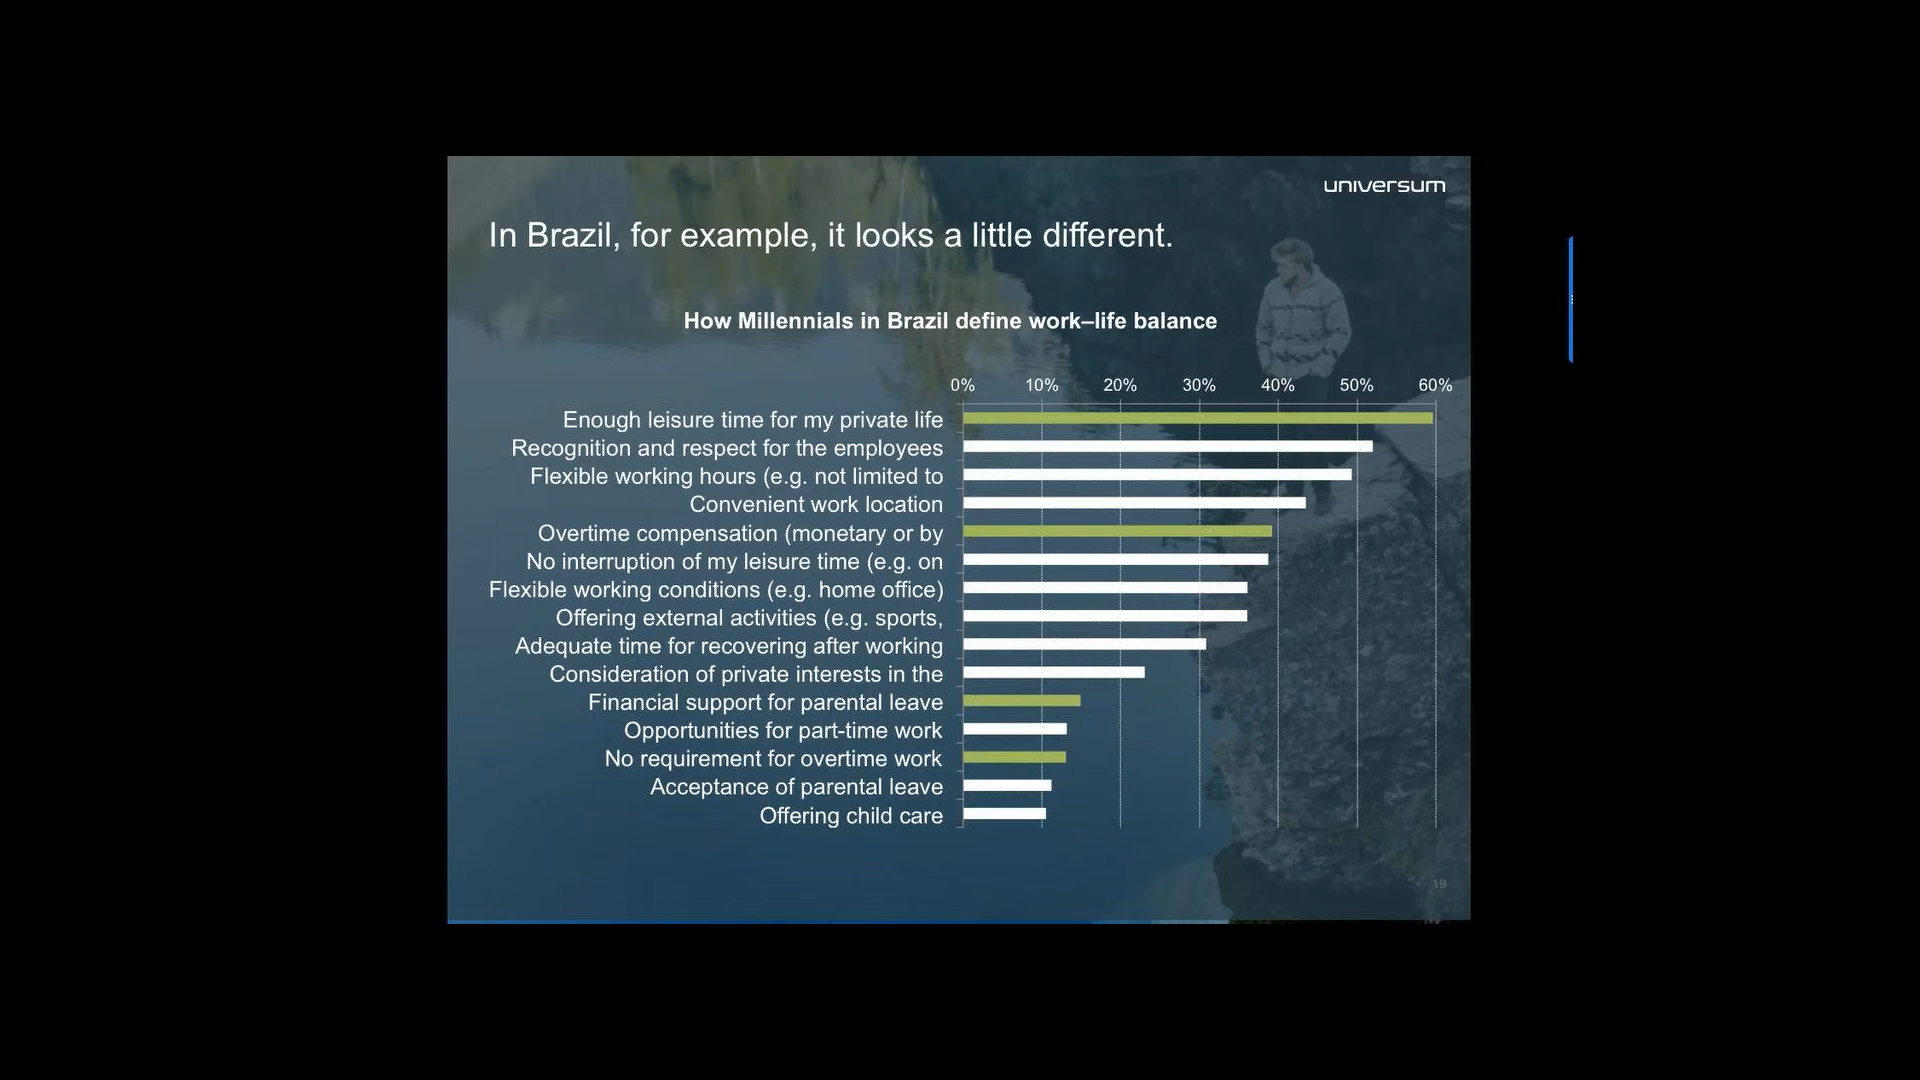 universum
In Brazil, for example, it looks a little different.
How Millennials in Brazil define work–life balance
0% 10% 20% 30% 40% 50% 60%
Enough leisure time for my private life
Recognition and respect for the employees
Flexible working hours (e.g. not limited to
Convenient work location
Overtime compensation (monetary or by
No interruption of my leisure time (e.g. on
Flexible working conditions (e.g. home office)
Offering external activities (e.g. sports,
Adequate time for recovering after working
Consideration of private interests in the
Financial support for parental leave
Opportunities for part-time work
No requirement for overtime work
Acceptance of parental leave
Offering child care
19